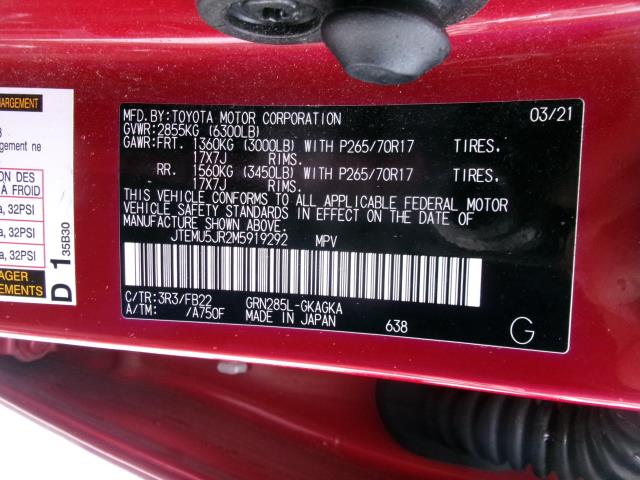 HARGEMENT
gement ne
ION DES
À FROID
a, 32PSI
a, 32PSI
a, 32PSI
AGER
EMENTS
D 1 35B30
MFD.BY:TOYOTA MOTOR CORPORATION 03/21
GVWR:2855KG (6300LB)
GAWR:FRT. 1360KG (3000LB) WITH P265/70R17 TIRES.
17X7J RIMS.
RR. 1560KG (3450LB) WITH P265/70R17 TIRES.
17X7J RIMS.
THIS VEHICLE CONFORMS TO ALL APPLICABLE FEDERAL MOTOR
VEHICLE SAFETY STANDARDS IN EFFECT ON THE DATE OF
MANUFACTURE SHOWN ABOVE.
JTEMU5JR2M5919292 MPV
C/TR:3R3/FB22 GRN285L-GKAGKA
A/TM: /A750F MADE IN JAPAN 638 G